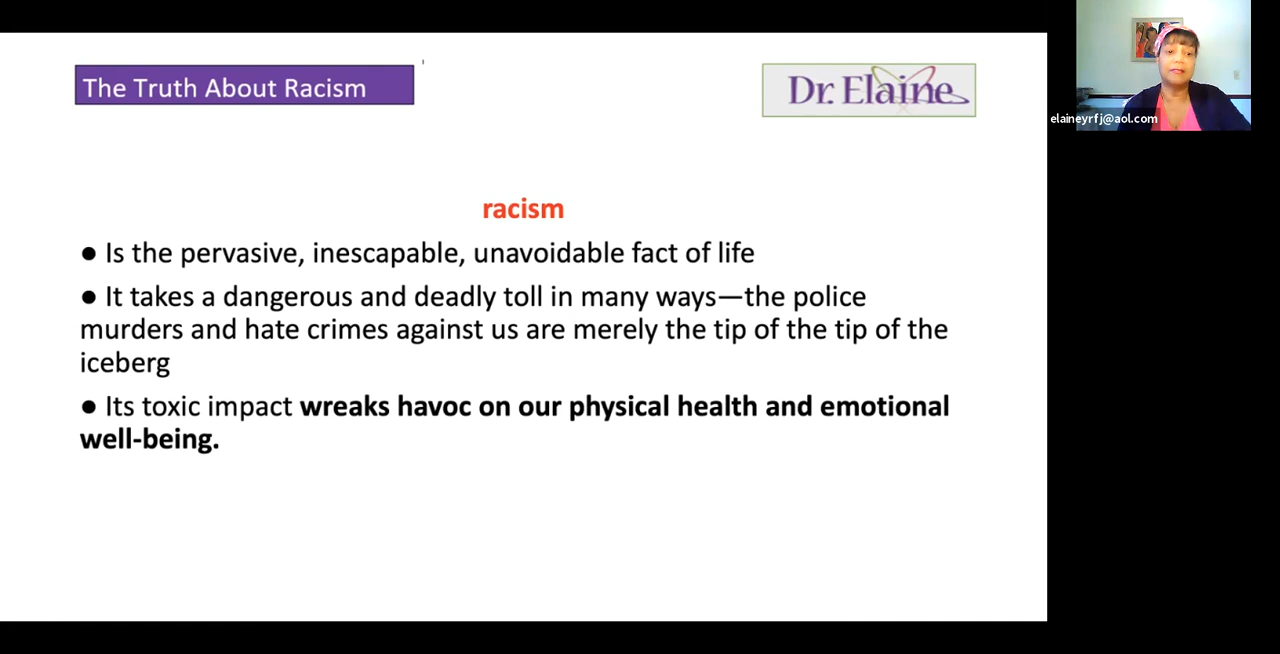 The Truth About Racism
Dr. Elaine
elaineyrfj@aol.com
racism
● Is the pervasive, inescapable, unavoidable fact of life
● It takes a dangerous and deadly toll in many ways—the police
murders and hate crimes against us are merely the tip of the tip of the
iceberg
● Its toxic impact wreaks havoc on our physical health and emotional
well-being.